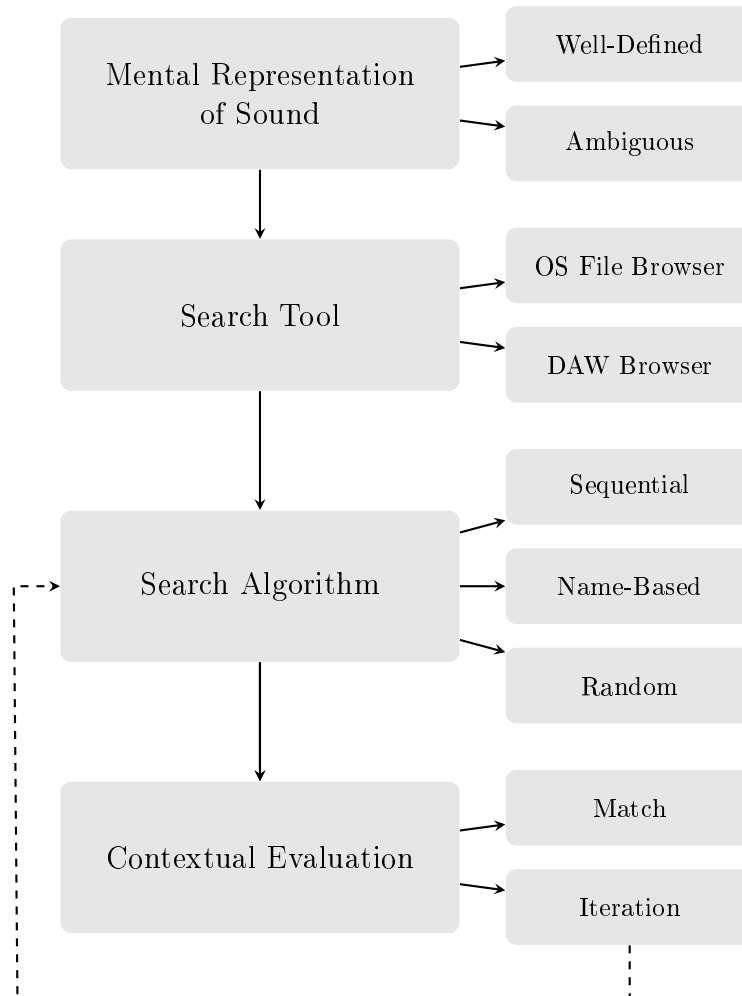 Mental Representation
of Sound
Well-Defined
Ambiguous
Search Tool
OS File Browser
DAW Browser
Search Algorithm
Sequential
Name-Based
Random
Contextual Evaluation
Match
Iteration